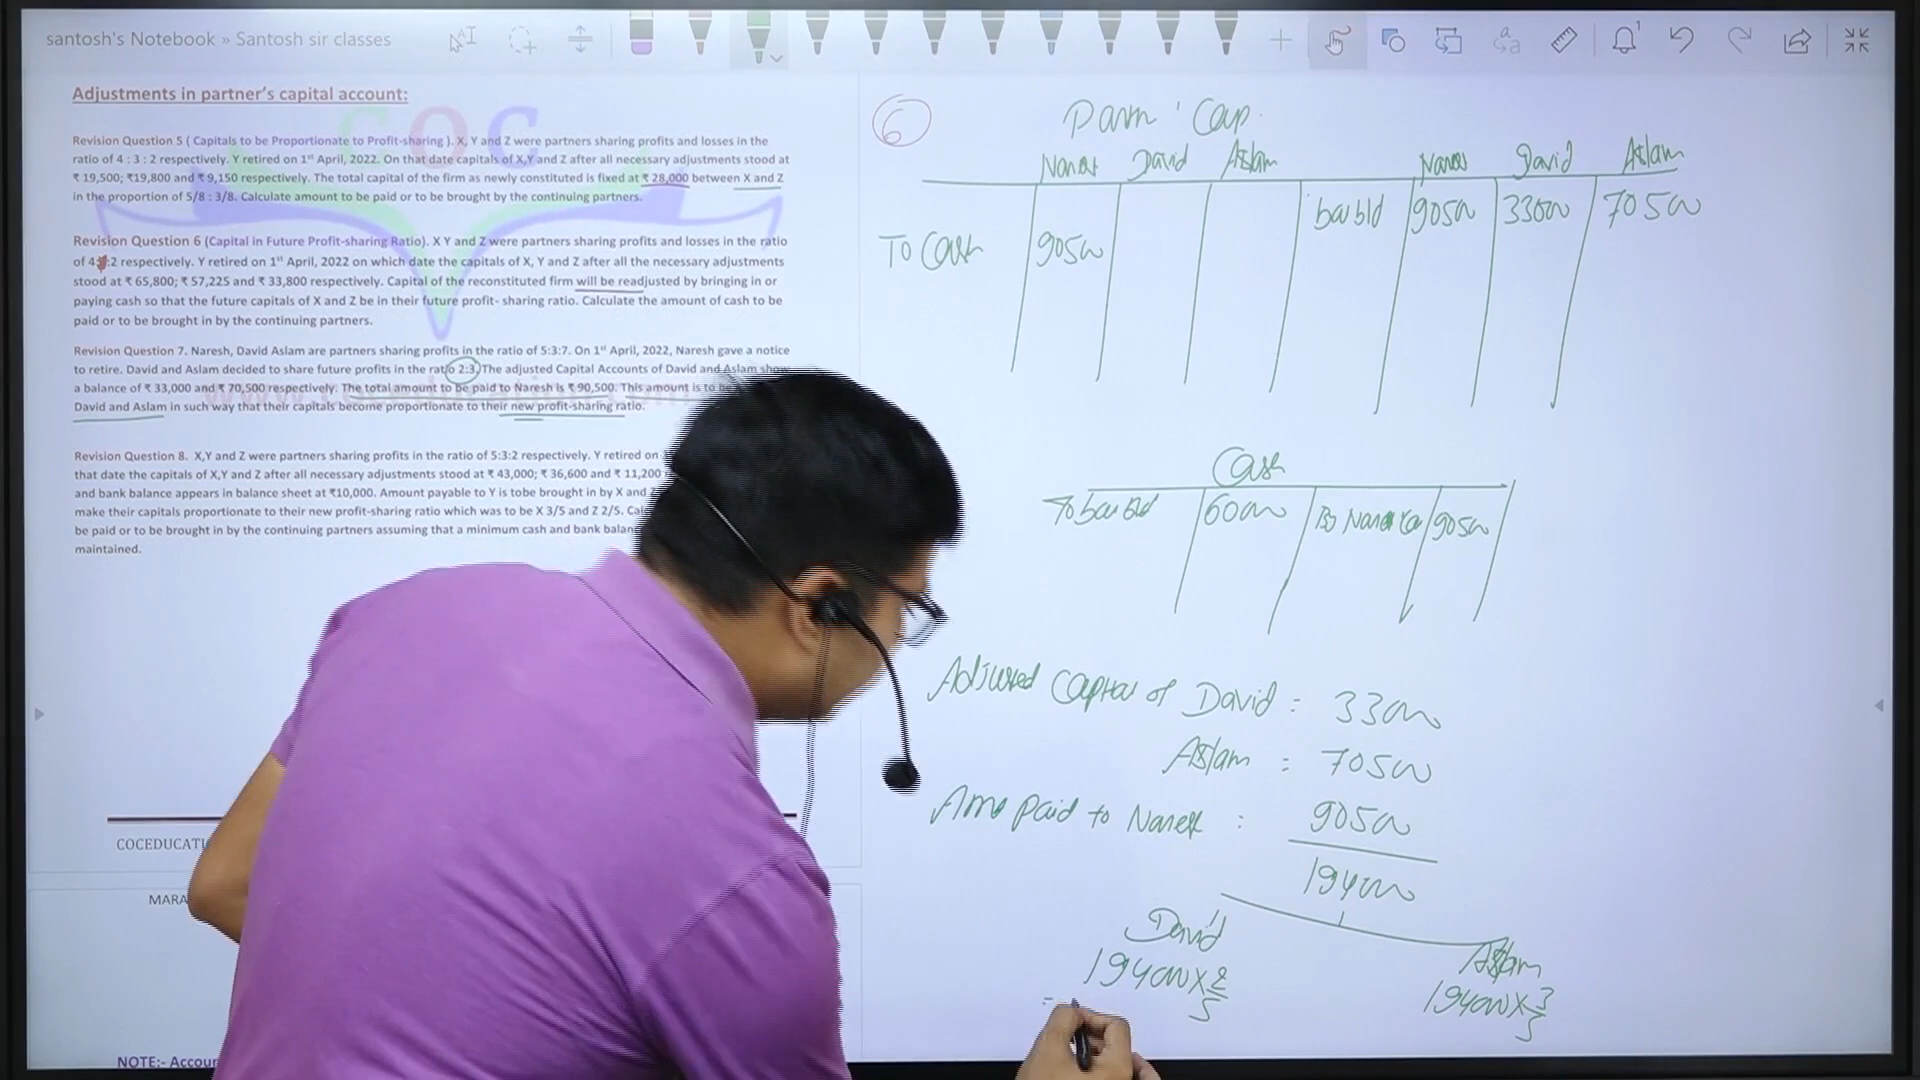 santosh's Notebook » Santosh sir classes
Adjustments in partner's capital account:
Revision Question 5 ( Capitals to be Proportionate to Profit-sharing ). X, Y and Z were partners sharing profits and losses in the
ratio of 4 : 3 : 2 respectively. Y retired on 1st April, 2022. On that date capitals of X,Y and Z after all necessary adjustments stood at
₹ 19,500; ₹19,800 and ₹ 9,150 respectively. The total capital of the firm as newly constituted is fixed at ₹ 28,000 between X and Z
in the proportion of 5/8 : 3/8. Calculate amount to be paid or to be brought by the continuing partners.
Revision Question 6 (Capital in Future Profit-sharing Ratio). X Y and Z were partners sharing profits and losses in the ratio
of 4 :2 respectively. Y retired on 1st April, 2022 on which date the capitals of X, Y and Z after all the necessary adjustments
stood at ₹ 65,800; ₹ 57,225 and ₹ 33,800 respectively. Capital of the reconstituted firm will be readjusted by bringing in or
paying cash so that the future capitals of X and Z be in their future profit- sharing ratio. Calculate the amount of cash to be
paid or to be brought in by the continuing partners.
Revision Question 7. Naresh, David Aslam are partners sharing profits in the ratio of 5:3:7. On 1st April, 2022, Naresh gave a notice
to retire. David and Aslam decided to share future profits in the ratio 2:3. The adjusted Capital Accounts of David and Aslam show
a balance of ₹ 33,000 and ₹ 70,500 respectively. The total amount to be paid to Naresh is ₹ 90,500. This amount is to be
David and Aslam in such way that their capitals become proportionate to their new profit-sharing ratio.
Revision Question 8. X,Y and Z were partners sharing profits in the ratio of 5:3:2 respectively. Y retired on
that date the capitals of X,Y and Z after all necessary adjustments stood at ₹ 43,000; ₹ 36,600 and ₹ 11,200
and bank balance appears in balance sheet at ₹10,000. Amount payable to Y is tobe brought in by X and Z
make their capitals proportionate to their new profit-sharing ratio which was to be X 3/5 and Z 2/5. Cal
be paid or to be brought in by the continuing partners assuming that a minimum cash and bank balan
maintained.
COC
COCEDUCATI
MARA
NOTE:- Accoun
6
Cap.
David Aslam David Aslam
bal b/d 90500 33000 70500
To Cash 90500
Cash
To bal b/d 6000 By 90500
Adjusted Capital of David = 33000
Aslam = 70500
Amt paid to Naresh : 90500
194000
David Aslam
194000 × 2/5 194000 × 3/5
=